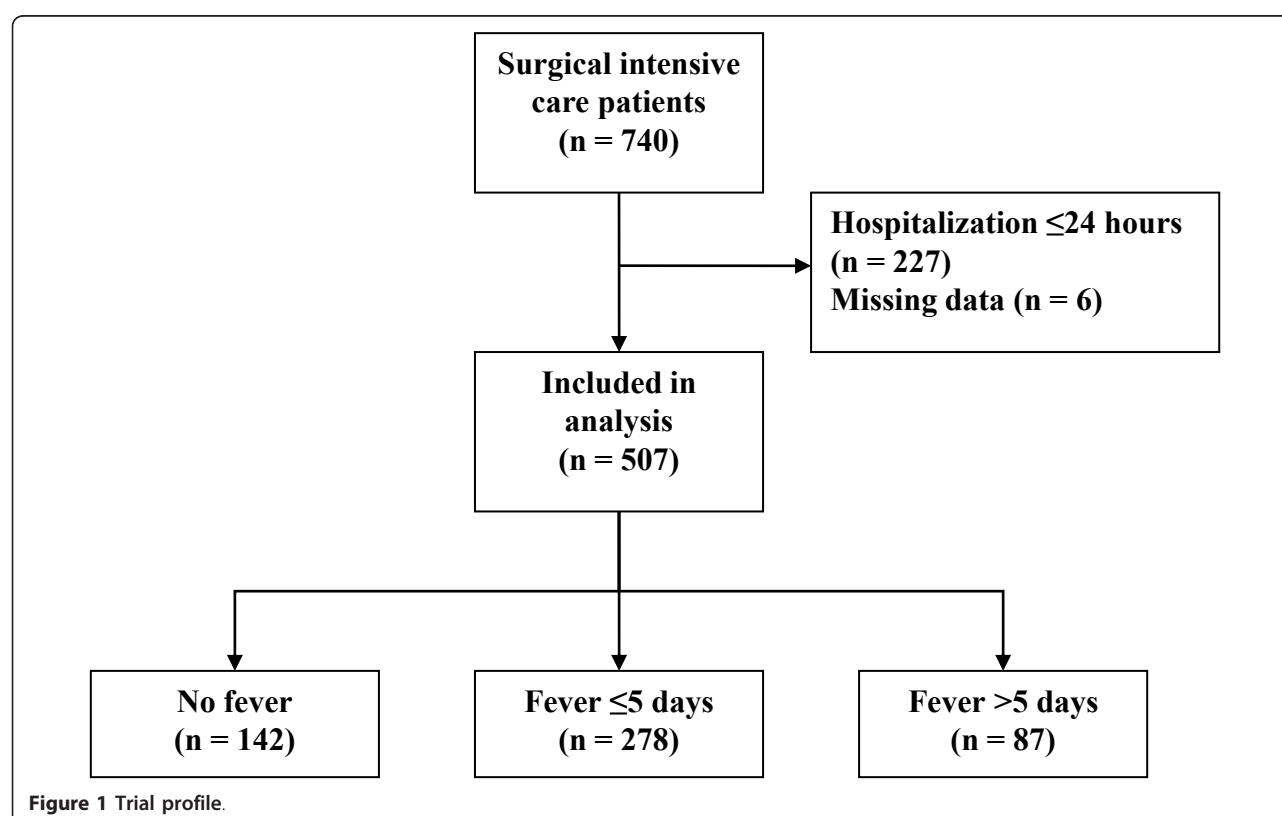 Surgical intensive
care patients
(n = 740)
Hospitalization ≤24 hours
(n = 227)
Missing data (n = 6)
Included in
analysis
(n = 507)
No fever
(n = 142)
Fever ≤5 days
(n = 278)
Fever >5 days
(n = 87)
Figure 1 Trial profile.